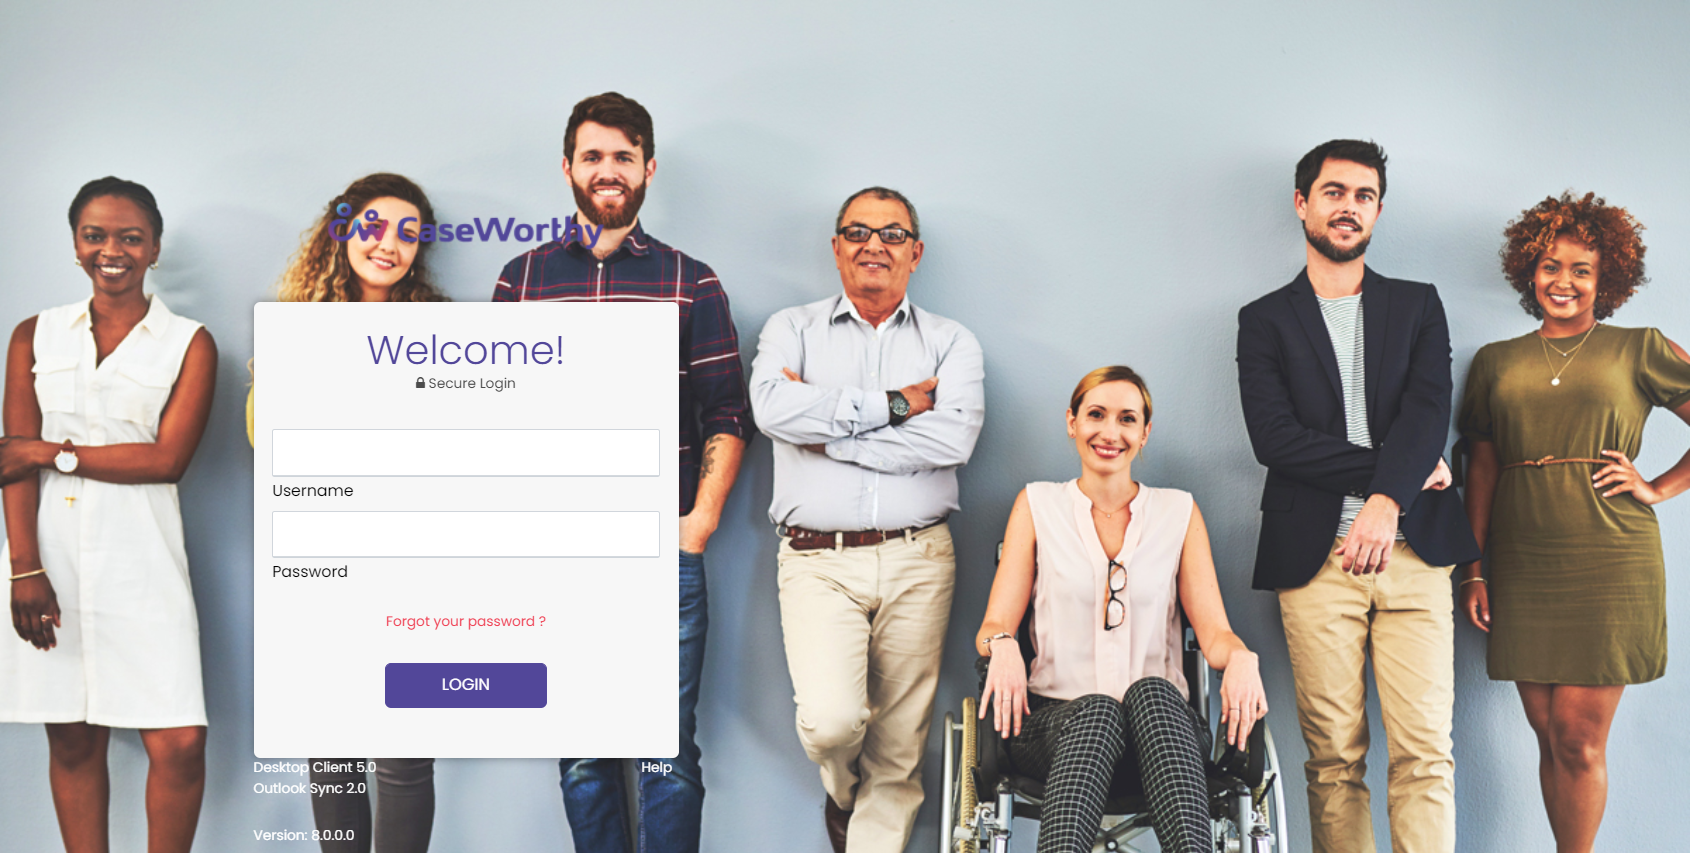 CaseWorthy
Welcome!
Secure Login
Username
Password
Forgot your password ?
LOGIN
Desktop Client 5.0
Help
Outlook Sync 2.0
Version: 8.0.0.0